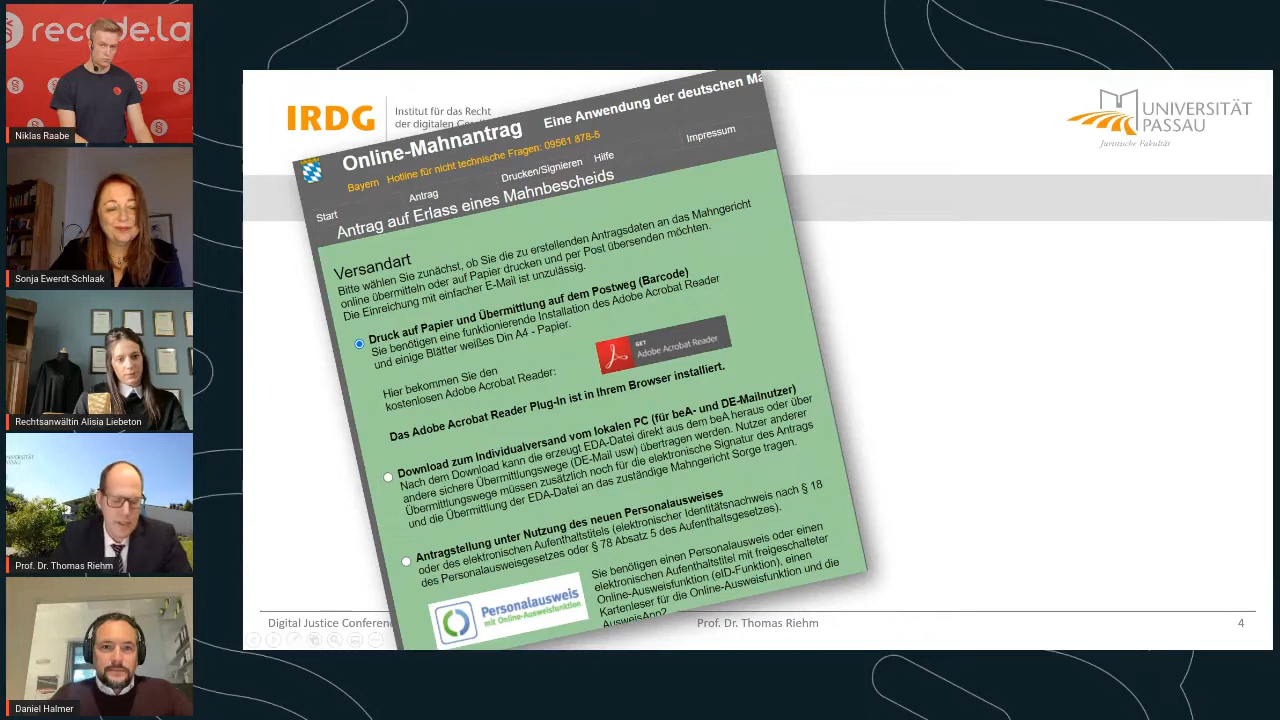 recode.la
Niklas Raabe
Sonja Ewerdt-Schlaak
Rechtsanwältin Alisia Liebeton
UNIVERSITÄT
Prof. Dr. Thomas Riehm
Daniel Halmer
IRDG
Institut für das Recht
der digitalen
UNIVERSITÄT
PASSAU
Juristische Fakultät
Online-Mahnantrag Eine Anwendung der deutschen
Bayern Hotline für nicht technische Fragen: 09561 878-5
Start Antrag Drucken/Signieren Hilfe Impressum
Antrag auf Erlass eines Mahnbescheids
Versandart
Bitte wählen Sie zunächst, ob Sie die zu erstellenden Antragsdaten an das Mahngericht
online übermitteln oder auf Papier drucken und per Post übersenden möchten.
Die Einreichung mit einfacher E-Mail ist unzulässig.
Druck auf Papier und Übermittlung auf dem Postweg (Barcode)
Sie benötigen eine funktionierende Installation des Adobe Acrobat Reader
und einige Blätter weißes Din A4 - Papier.
Hier bekommen Sie den
kostenlosen Adobe Acrobat Reader:
GET
Adobe Acrobat Reader
Das Adobe Acrobat Reader Plug-In ist in Ihrem Browser installiert.
Download zum Individualversand vom lokalen PC (für beA- und DE-Mailnutzer)
Nach dem Download kann die erzeugt EDA-Datei direkt aus dem beA heraus oder über
andere sichere Übermittlungswege (DE-Mail usw) übertragen werden. Nutzer anderer
Übermittlungswege müssen zusätzlich noch für die elektronische Signatur des Antrags
und die Übermittlung der EDA-Datei an das zuständige Mahngericht Sorge tragen.
Antragstellung unter Nutzung des neuen Personalausweises
oder des elektronischen Aufenthaltstitels (elektronischer Identitätsnachweis nach § 18
des Personalausweisgesetzes oder § 78 Absatz 5 des Aufenthaltsgesetzes).
Personalausweis
mit Online-Ausweisfunktion
Sie benötigen einen Personalausweis oder einen
elektronischen Aufenthaltstitel mit freigeschalteter
Online-Ausweisfunktion (eID-Funktion), einen
Kartenleser für die Online-Ausweisfunktion und die
AusweisApp2
Digital Justice Conferenc
Prof. Dr. Thomas Riehm
4